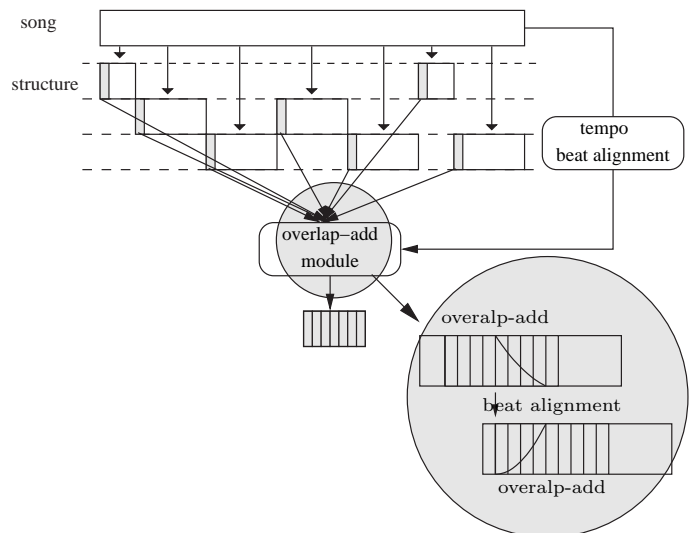 song
structure
tempo
beat alignment
overlap–add
module
overalp-add
beat alignment
overalp-add